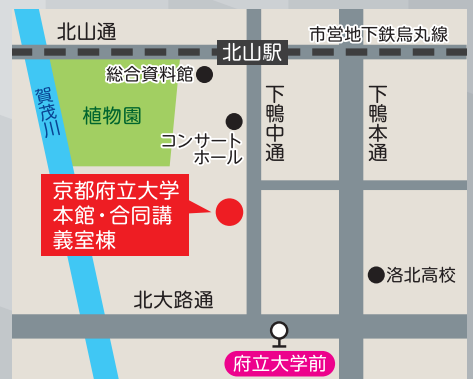 北山通
市営地下鉄烏丸線
北山駅
総合資料館
賀茂川
植物園
コンサート
ホール
下鴨中通
下鴨本通
京都府立大学
本館・合同講
義室棟
洛北高校
北大路通
府立大学前